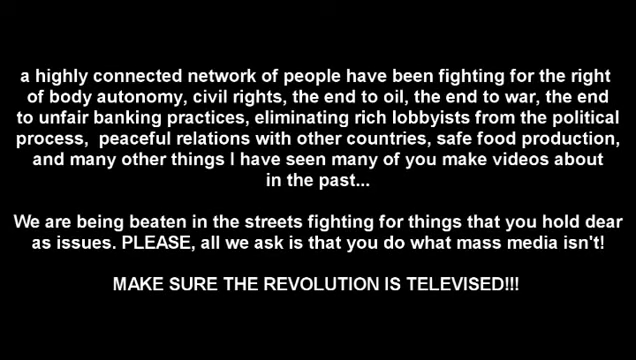 a highly connected network of people have been fighting for the right
of body autonomy, civil rights, the end to oil, the end to war, the end
to unfair banking practices, eliminating rich lobbyists from the political
process,  peaceful relations with other countries, safe food production,
and many other things I have seen many of you make videos about
in the past...
We are being beaten in the streets fighting for things that you hold dear
as issues. PLEASE, all we ask is that you do what mass media isn't!
MAKE SURE THE REVOLUTION IS TELEVISED!!!